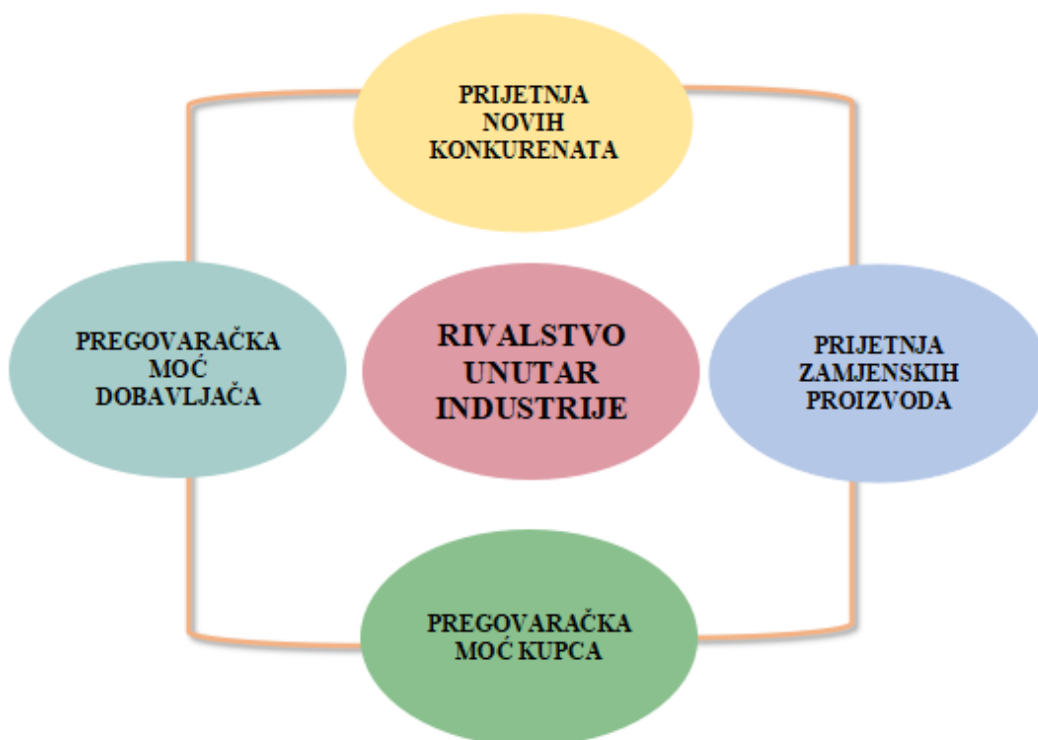 PRIJETNJA
NOVIH
KONKURENATA
PREGOVARAČKA
MOĆ
DOBAVLJAČA
RIVALSTVO
UNUTAR
INDUSTRIJE
PRIJETNJA
ZAMJENSKIH
PROIZVODA
PREGOVARAČKA
MOĆ KUPCA